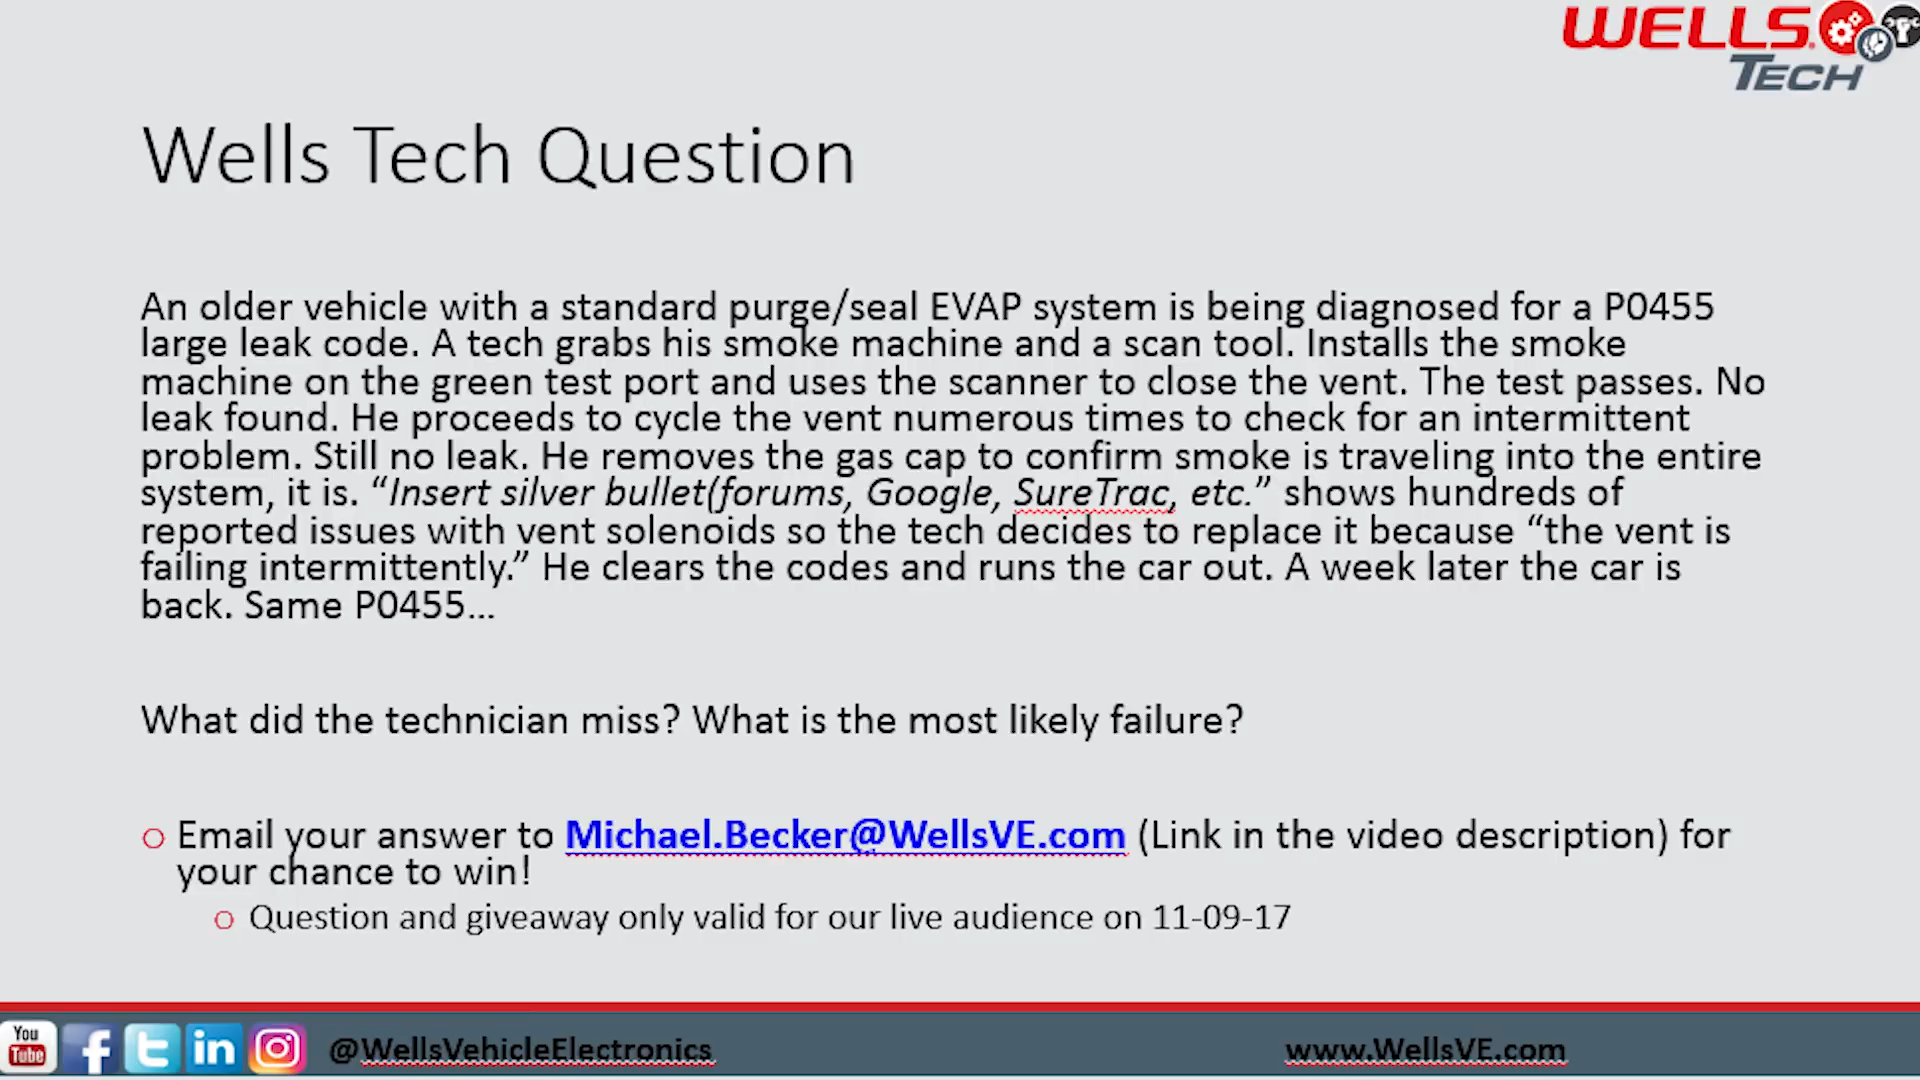 WELLS
TECH
Wells Tech Question
An older vehicle with a standard purge/seal EVAP system is being diagnosed for a P0455
large leak code. A tech grabs his smoke machine and a scan tool. Installs the smoke
machine on the green test port and uses the scanner to close the vent. The test passes. No
leak found. He proceeds to cycle the vent numerous times to check for an intermittent
problem. Still no leak. He removes the gas cap to confirm smoke is traveling into the entire
system, it is. “Insert silver bullet(forums, Google, SureTrac, etc.” shows hundreds of
reported issues with vent solenoids so the tech decides to replace it because “the vent is
failing intermittently.” He clears the codes and runs the car out. A week later the car is
back. Same P0455…
What did the technician miss? What is the most likely failure?
Email your answer to Michael.Becker@WellsVE.com (Link in the video description) for
your chance to win!
Question and giveaway only valid for our live audience on 11-09-17
You
Tube
@WellsVehicleElectronics
www.WellsVE.com